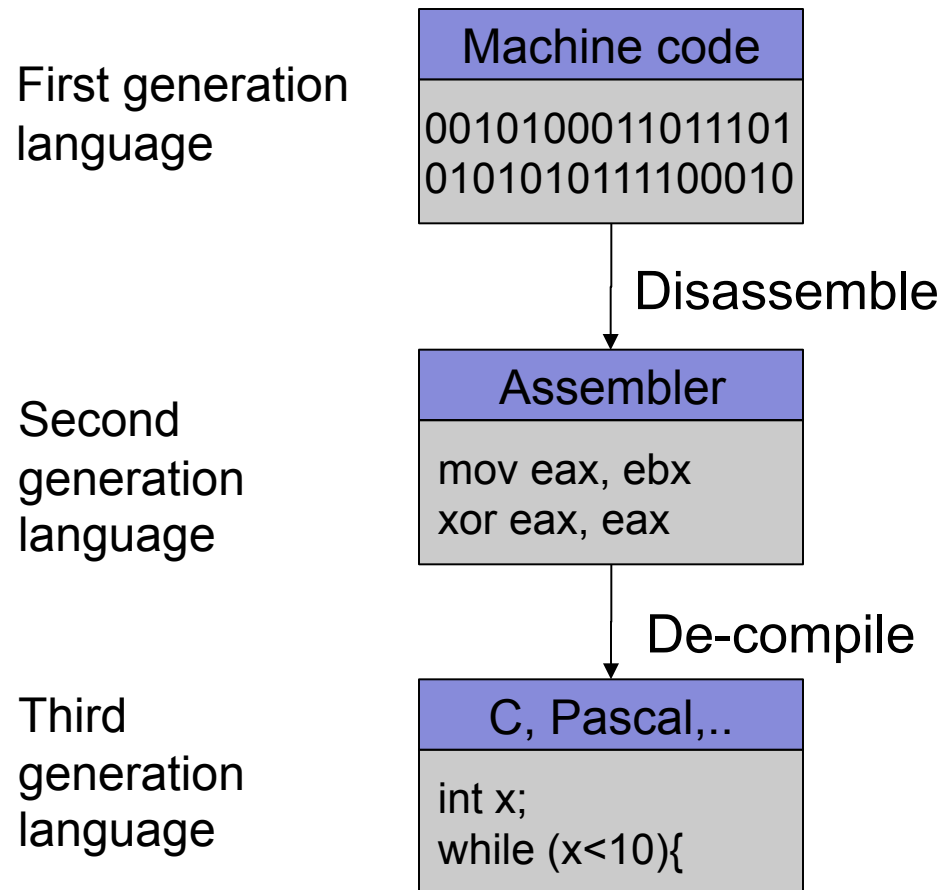 First generation
language
Machine code
0010100011011101
0101010111100010
Disassemble
Second
generation
language
Assembler
mov eax, ebx
xor eax, eax
De-compile
Third
generation
language
C, Pascal,..
int x;
while (x<10){